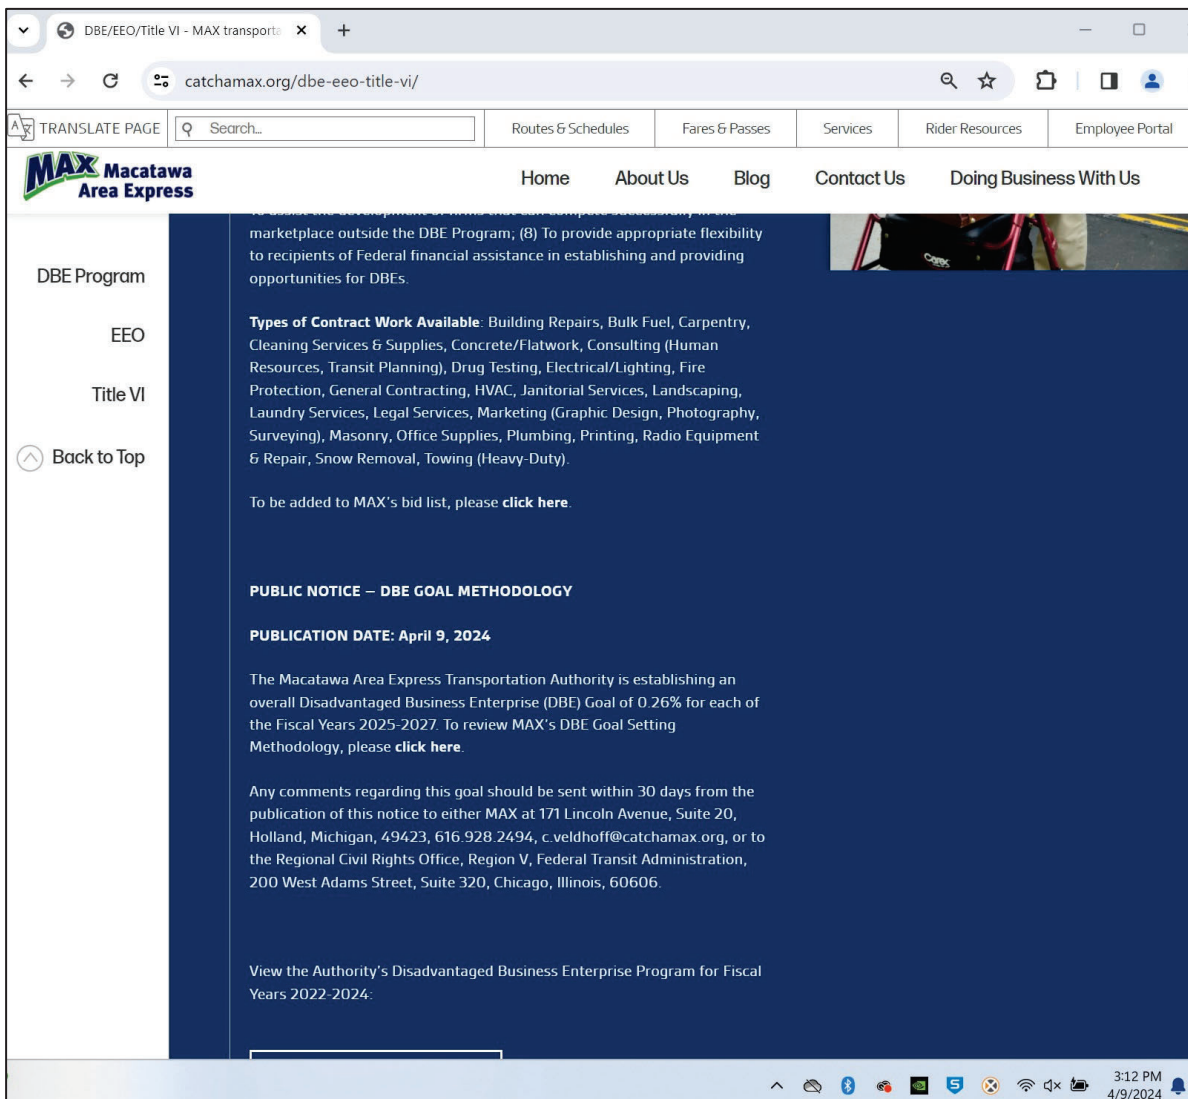 DBE/EEO/Title VI - MAX transporta
catchamax.org/dbe-eeo-title-vi/
TRANSLATE PAGE
Search...
Routes & Schedules
Fares & Passes
Services
Rider Resources
Employee Portal
MAX Macatawa
Area Express
Home
About Us
Blog
Contact Us
Doing Business With Us
DBE Program
EEO
Title VI
Back to Top
To assist the development of firms that can compete successfully in the
marketplace outside the DBE Program; (8) To provide appropriate flexibility
to recipients of Federal financial assistance in establishing and providing
opportunities for DBEs.
Types of Contract Work Available: Building Repairs, Bulk Fuel, Carpentry,
Cleaning Services & Supplies, Concrete/Flatwork, Consulting (Human
Resources, Transit Planning), Drug Testing, Electrical/Lighting, Fire
Protection, General Contracting, HVAC, Janitorial Services, Landscaping,
Laundry Services, Legal Services, Marketing (Graphic Design, Photography,
Surveying), Masonry, Office Supplies, Plumbing, Printing, Radio Equipment
& Repair, Snow Removal, Towing (Heavy-Duty).
To be added to MAX's bid list, please click here.
PUBLIC NOTICE – DBE GOAL METHODOLOGY
PUBLICATION DATE: April 9, 2024
The Macatawa Area Express Transportation Authority is establishing an
overall Disadvantaged Business Enterprise (DBE) Goal of 0.26% for each of
the Fiscal Years 2025-2027. To review MAX's DBE Goal Setting
Methodology, please click here.
Any comments regarding this goal should be sent within 30 days from the
publication of this notice to either MAX at 171 Lincoln Avenue, Suite 20,
Holland, Michigan, 49423, 616.928.2494, c.veldhoff@catchamax.org, or to
the Regional Civil Rights Office, Region V, Federal Transit Administration,
200 West Adams Street, Suite 320, Chicago, Illinois, 60606.
View the Authority's Disadvantaged Business Enterprise Program for Fiscal
Years 2022-2024:
Carex
3:12 PM
4/9/2024